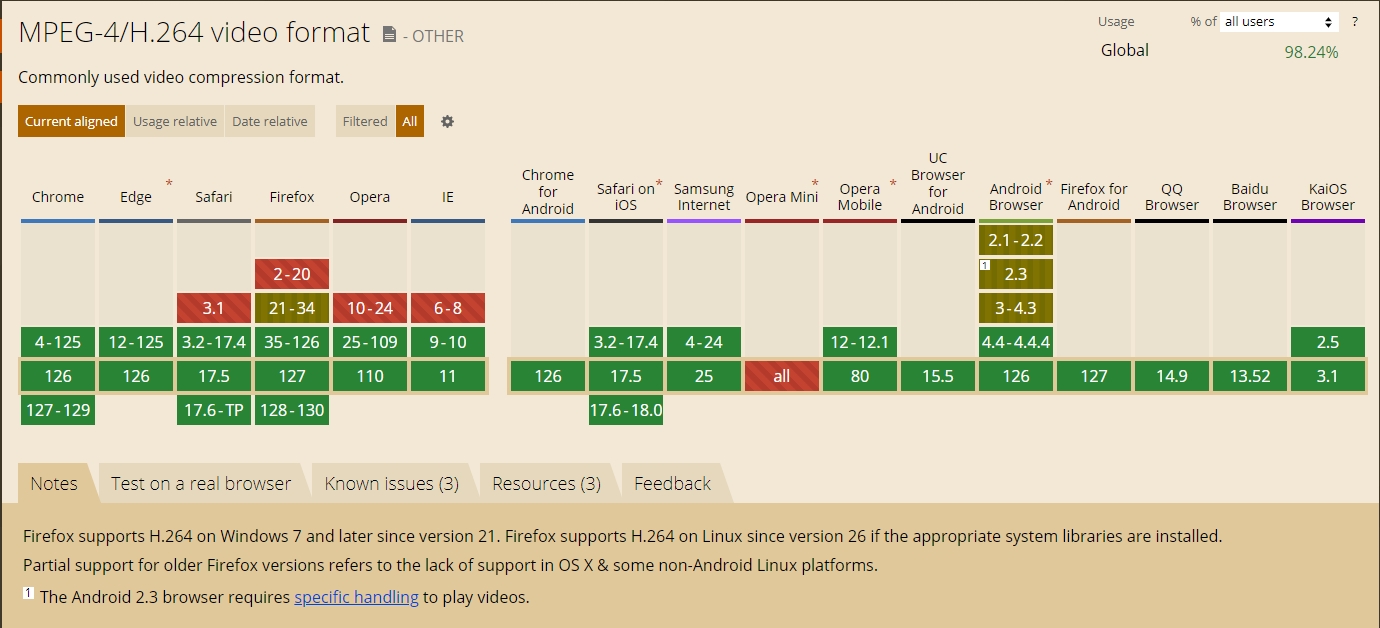 MPEG-4/H.264 video format - OTHER
Usage % of all users ?
Global 98.24%
Commonly used video compression format.
Current aligned Usage relative Date relative Filtered All
Chrome Edge * Safari Firefox Opera IE
Chrome for Android Safari on iOS * Samsung Internet Opera Mini * Opera Mobile * UC Browser for Android Android Browser * Firefox for Android QQ Browser Baidu Browser KaiOS Browser
2.1-2.2
2-20 1 2.3
3.1 21-34 10-24 6-8 3-4.3
4-125 12-125 3.2-17.4 35-126 25-109 9-10 3.2-17.4 4-24 12-12.1 4.4-4.4.4 2.5
126 126 17.5 127 110 11 126 17.5 25 all 80 15.5 126 127 14.9 13.52 3.1
127-129 17.6-TP 128-130 17.6-18.0
Notes Test on a real browser Known issues (3) Resources (3) Feedback
Firefox supports H.264 on Windows 7 and later since version 21. Firefox supports H.264 on Linux since version 26 if the appropriate system libraries are installed.
Partial support for older Firefox versions refers to the lack of support in OS X & some non-Android Linux platforms.
1 The Android 2.3 browser requires specific handling to play videos.